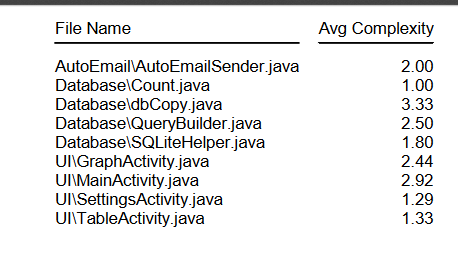 File Name Avg Complexity
AutoEmail\AutoEmailSender.java 2.00
Database\Count.java 1.00
Database\dbCopy.java 3.33
Database\QueryBuilder.java 2.50
Database\SQLiteHelper.java 1.80
UI\GraphActivity.java 2.44
UI\MainActivity.java 2.92
UI\SettingsActivity.java 1.29
UI\TableActivity.java 1.33